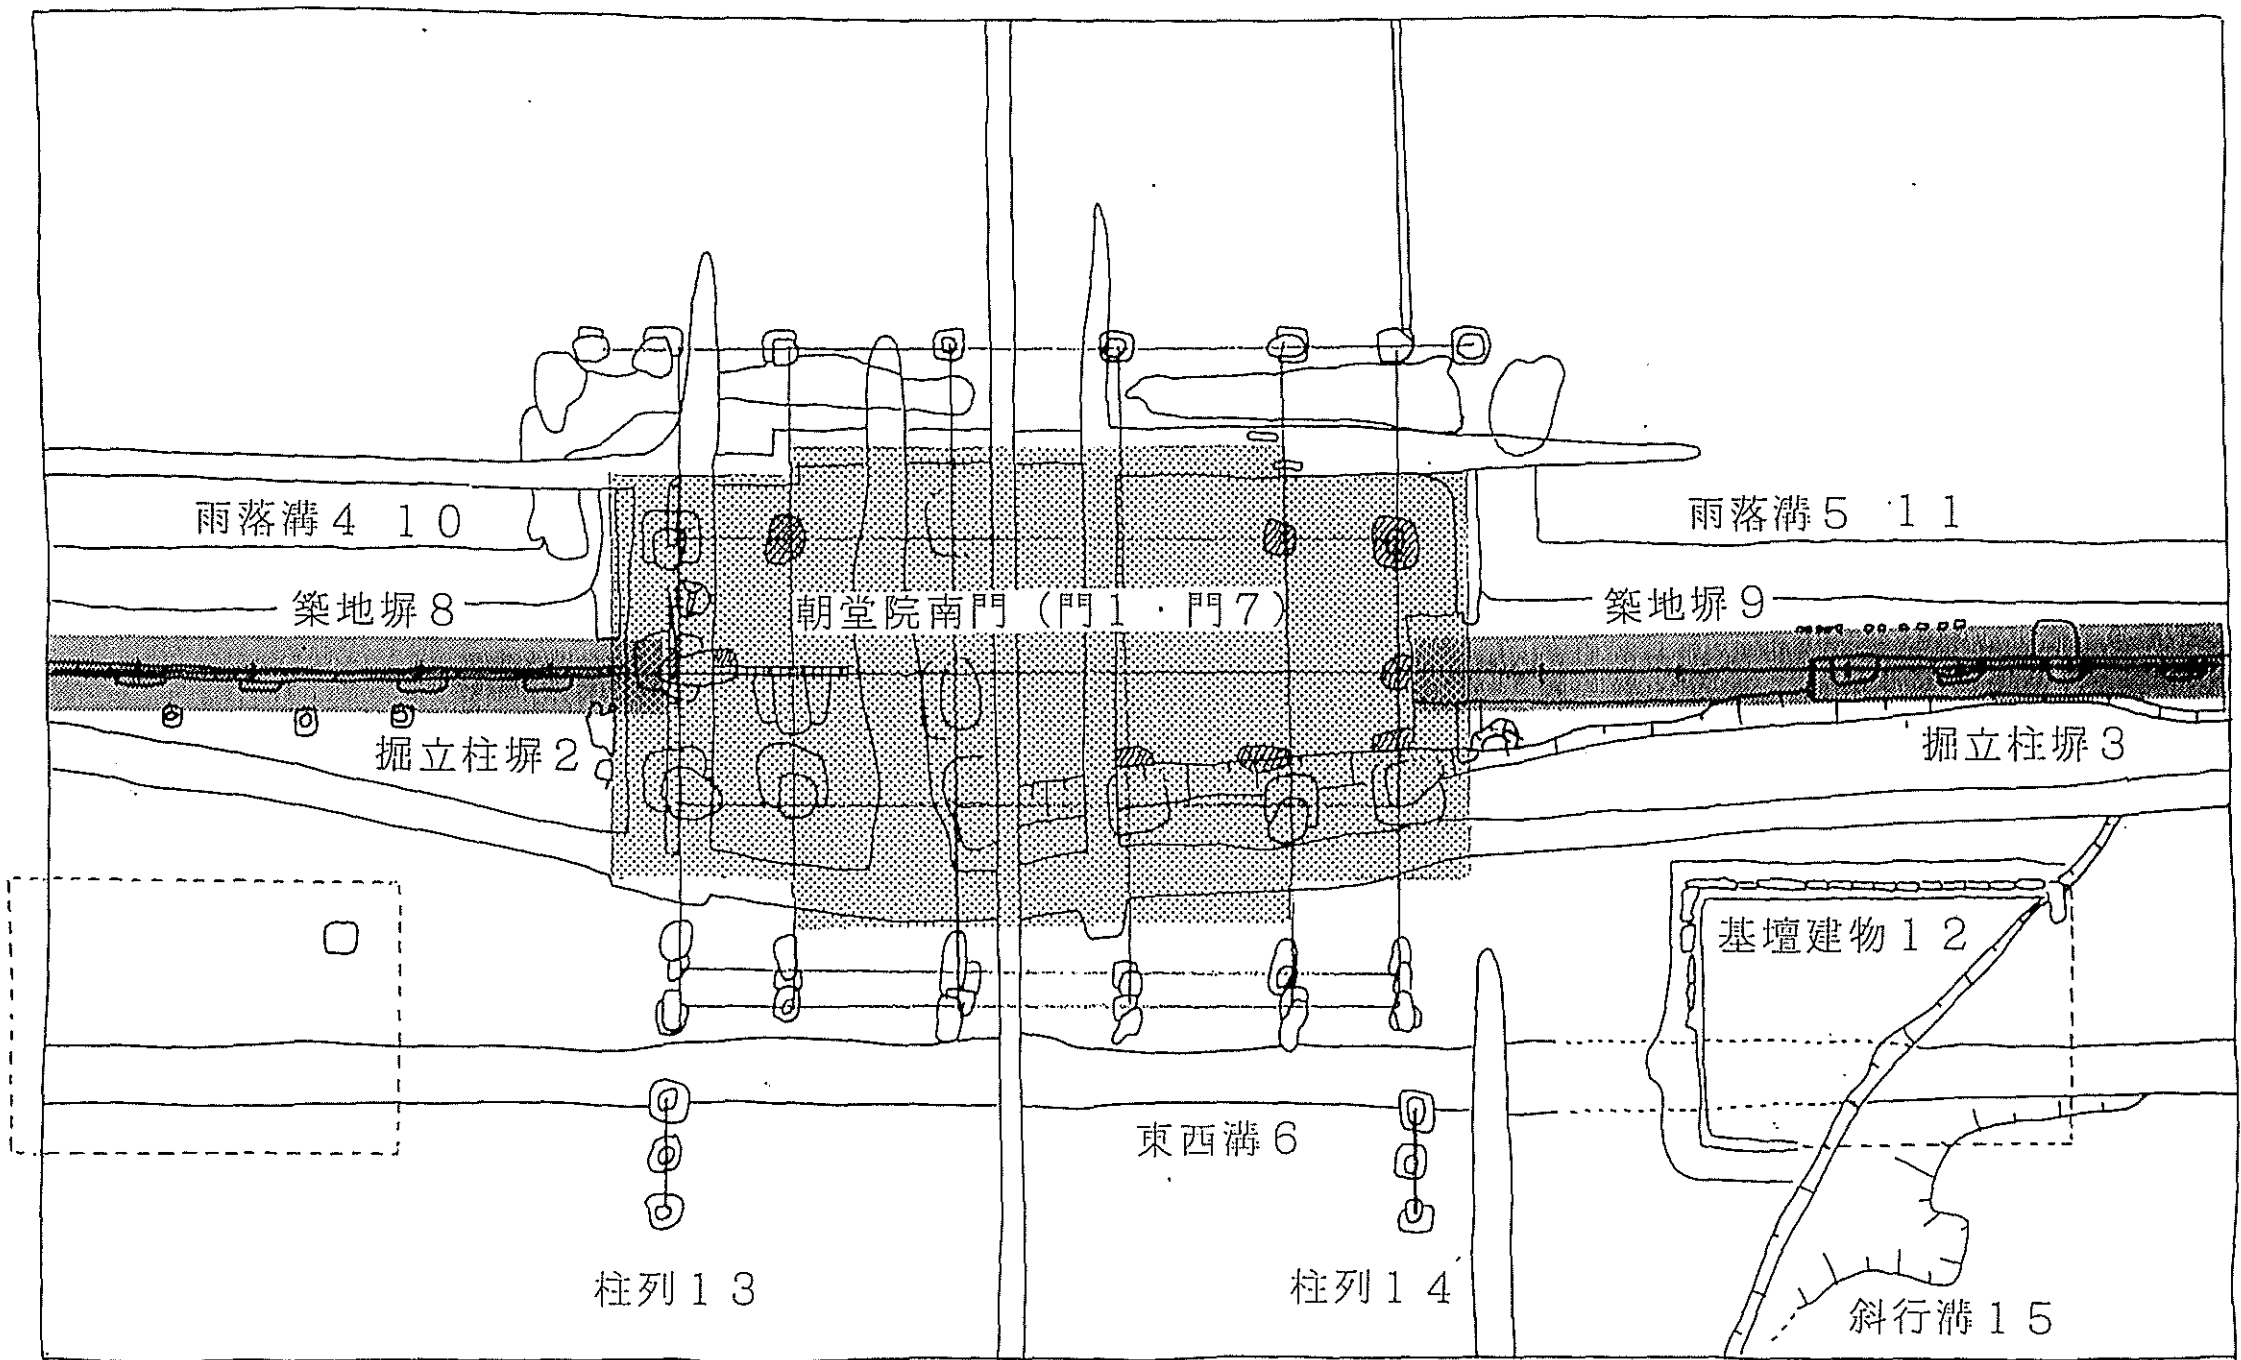 雨落溝4 10
雨落溝5 11
築地塀8
朝堂院南門（門1・門7）
築地塀9
掘立柱塀2
掘立柱塀3
基壇建物12
東西溝6
柱列13
柱列14
斜行溝15